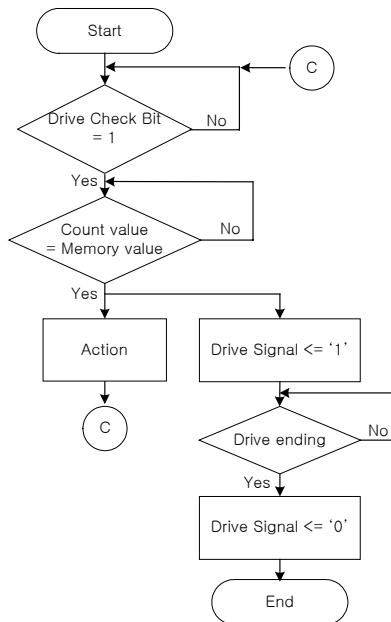 Start
C
Drive Check Bit
= 1
No
Yes
Count value
= Memory value
No
Yes
Action
Drive Signal <= ‘1’
C
Drive ending
No
Yes
Drive Signal <= ‘0’
End